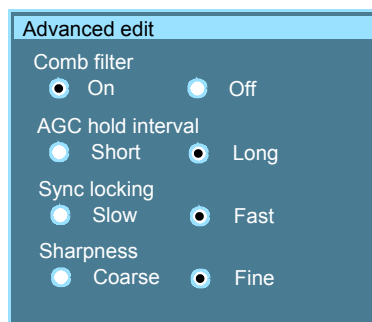 Advanced edit
Comb filter
On Off
AGC hold interval
Short Long
Sync locking
Slow Fast
Sharpness
Coarse Fine